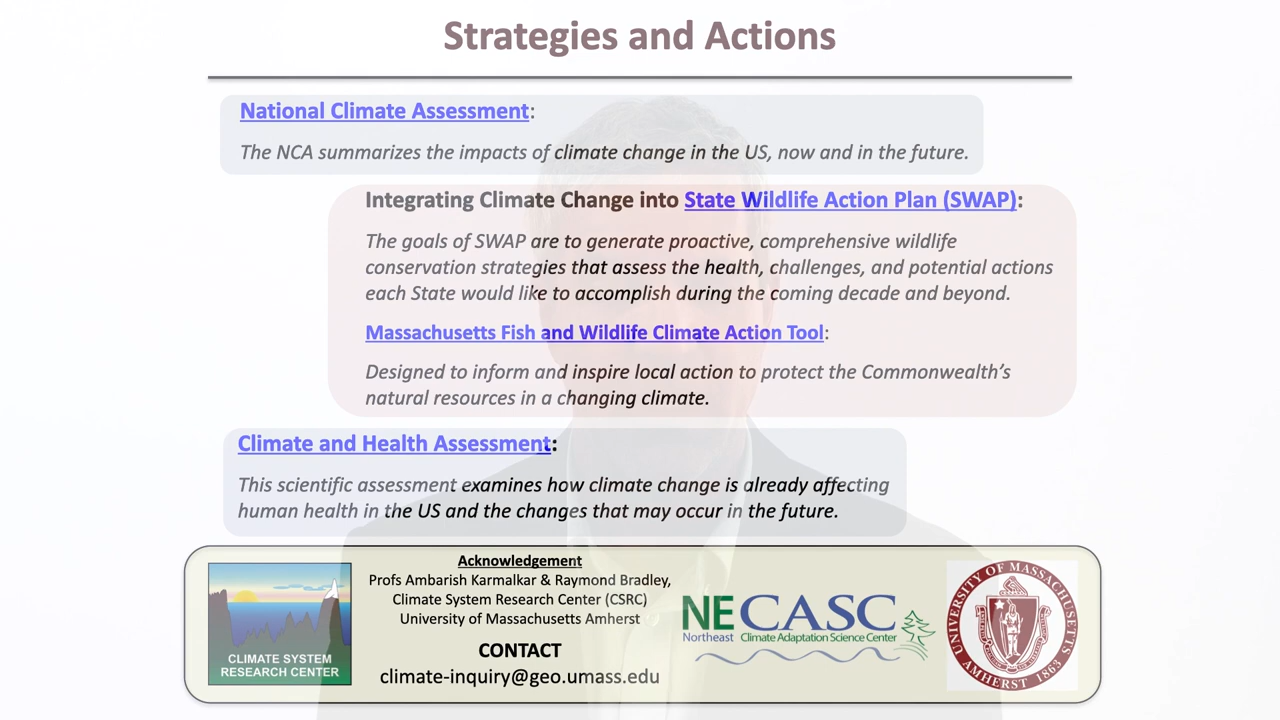 Strategies and Actions
National Climate Assessment:
The NCA summarizes the impacts of climate change in the US, now and in the future.
Integrating Climate Change into State Wildlife Action Plan (SWAP):
The goals of SWAP are to generate proactive, comprehensive wildlife
conservation strategies that assess the health, challenges, and potential actions
each State would like to accomplish during the coming decade and beyond.
Massachusetts Fish and Wildlife Climate Action Tool:
Designed to inform and inspire local action to protect the Commonwealth's
natural resources in a changing climate.
Climate and Health Assessment:
This scientific assessment examines how climate change is already affecting
human health in the US and the changes that may occur in the future.
CLIMATE SYSTEM
RESEARCH CENTER
Acknowledgement
Profs Ambarish Karmalkar & Raymond Bradley,
Climate System Research Center (CSRC)
University of Massachusetts Amherst
CONTACT
climate-inquiry@geo.umass.edu
NECASC
Northeast Climate Adaptation Science Center
UNIVERSITY OF MASSACHUSETTS
AMHERST 1863